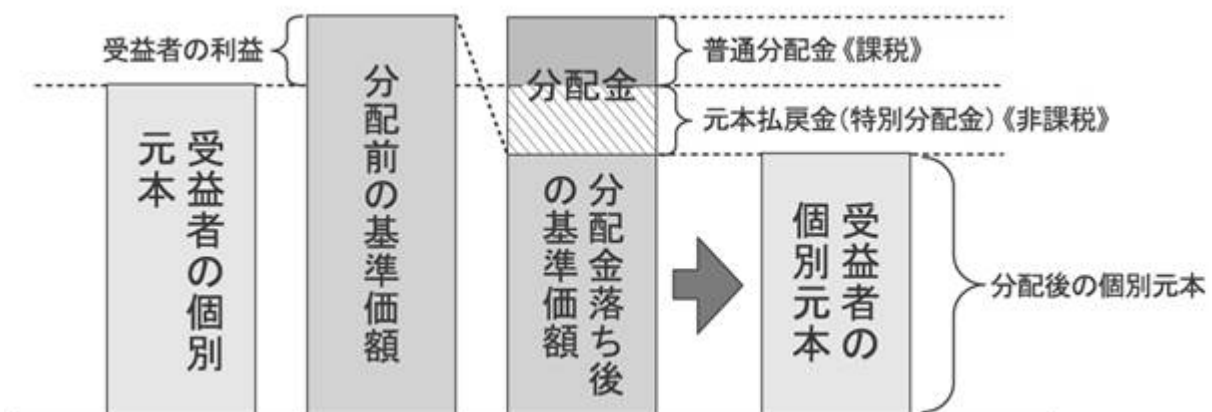 受益者の利益
受益者の個別
元本
分配前の基準価額
分配金
分配金落ち後
の基準価額
普通分配金《課税》
元本払戻金(特別分配金)《非課税》
受益者の
個別元本
分配後の個別元本